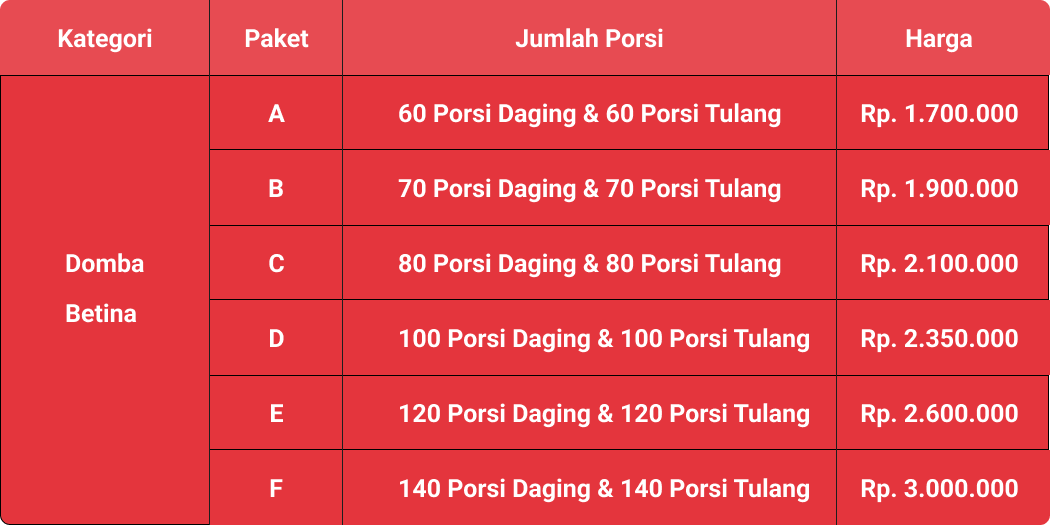 Kategori Paket Jumlah Porsi Harga
A 60 Porsi Daging & 60 Porsi Tulang Rp. 1.700.000
B 70 Porsi Daging & 70 Porsi Tulang Rp. 1.900.000
Domba C 80 Porsi Daging & 80 Porsi Tulang Rp. 2.100.000
Betina
D 100 Porsi Daging & 100 Porsi Tulang Rp. 2.350.000
E 120 Porsi Daging & 120 Porsi Tulang Rp. 2.600.000
F 140 Porsi Daging & 140 Porsi Tulang Rp. 3.000.000